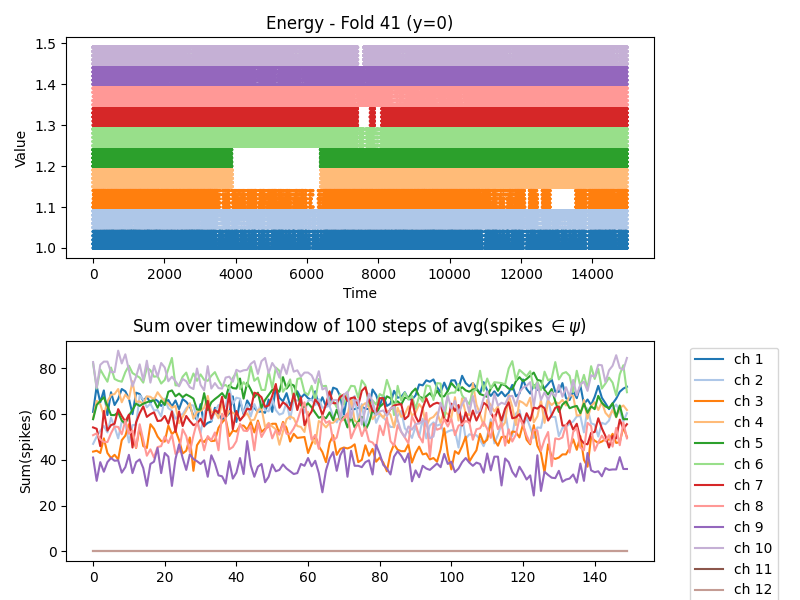 Energy - Fold 41 (y=0)
1.5
1.4
1.3
1.2
1.1
1.0
Value
0 2000 4000 6000 8000 10000 12000 14000
Time
Sum over timewindow of 100 steps of avg(spikes ∈ ψ)
80
60
40
20
0
Sum(spikes)
0 20 40 60 80 100 120 140
ch 1
ch 2
ch 3
ch 4
ch 5
ch 6
ch 7
ch 8
ch 9
ch 10
ch 11
ch 12